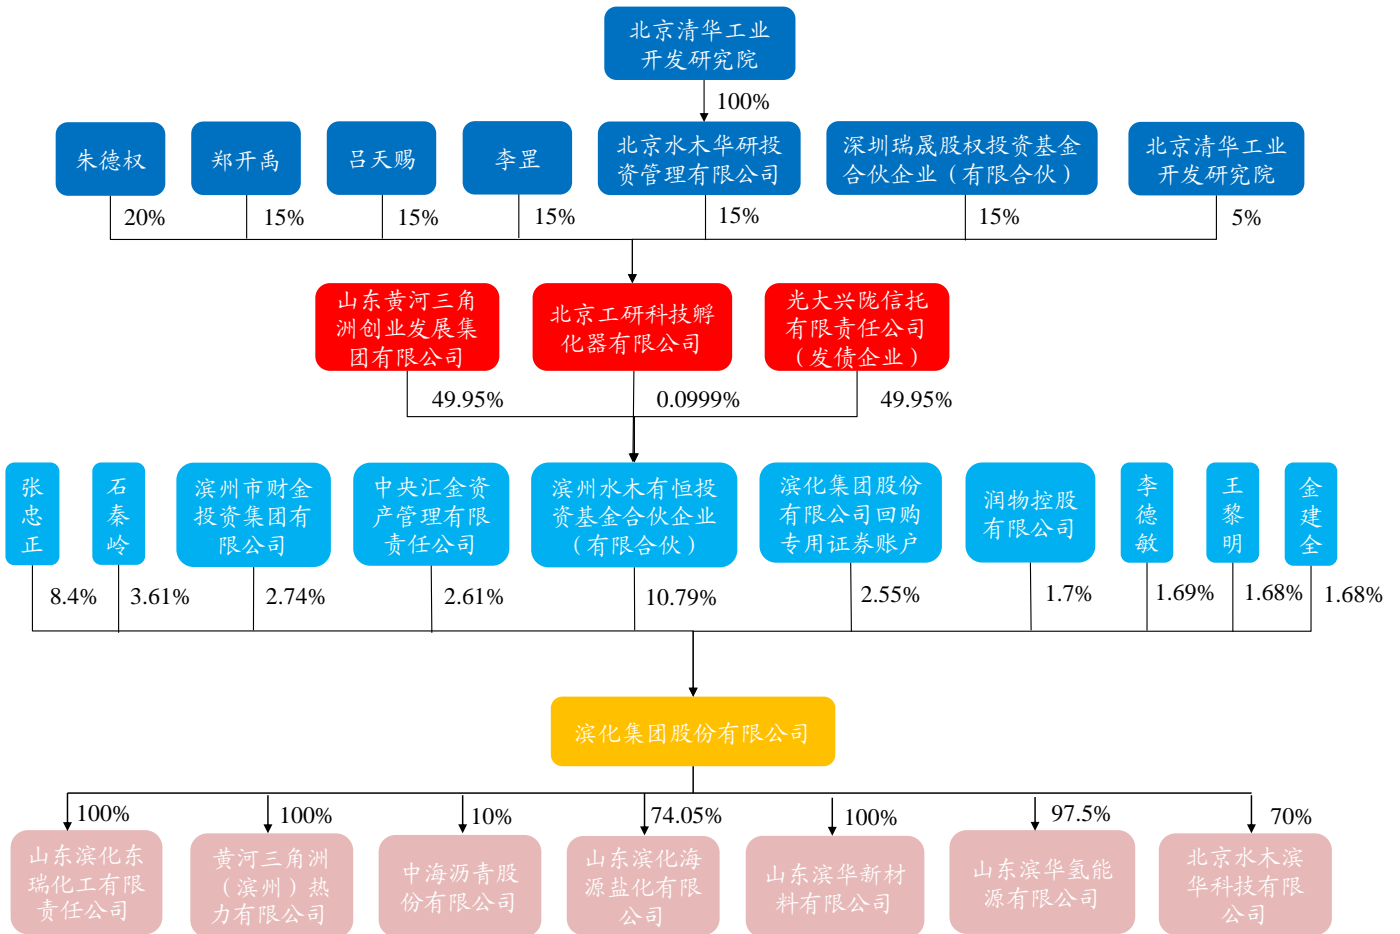 北京清华工业
开发研究院
100%
朱德权
郑开禹
吕天赐
李罡
北京水木华研投
资管理有限公司
深圳瑞晟股权投资基金
合伙企业（有限合伙）
北京清华工业
开发研究院
20%
15%
15%
15%
15%
15%
5%
山东黄河三角
洲创业发展集
团有限公司
北京工研科技孵
化器有限公司
光大兴陇信托
有限责任公司
（发债企业）
49.95%
0.0999%
49.95%
张忠正
石秦岭
滨州市财金
投资集团有
限公司
中央汇金资
产管理有限
责任公司
滨州水木有恒投
资基金合伙企业
（有限合伙）
滨化集团股份
有限公司回购
专用证券账户
润物控股
有限公司
李德敏
王黎明
金建全
8.4%
3.61%
2.74%
2.61%
10.79%
2.55%
1.7%
1.69%
1.68%
1.68%
滨化集团股份有限公司
100%
100%
10%
74.05%
100%
97.5%
70%
山东滨化东
瑞化工有限
责任公司
黄河三角洲
（滨州）热
力有限公司
中海沥青股
份有限公司
山东滨化海
源盐化有限
公司
山东滨华新材
料有限公司
山东滨华氢能
源有限公司
北京水木滨
华科技有限
公司